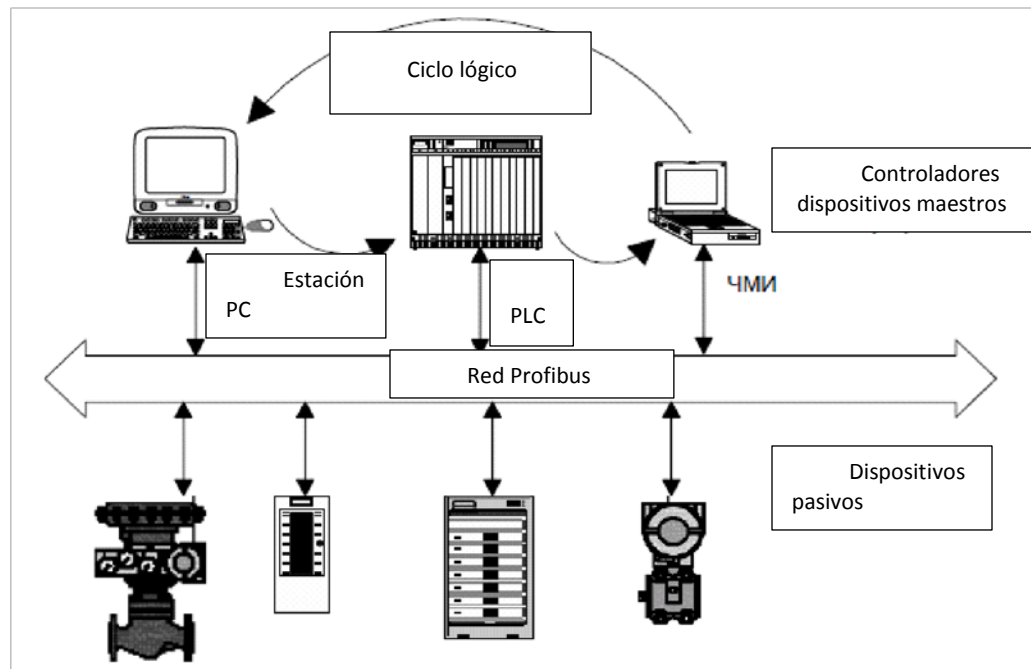 Ciclo lógico
Controladores
dispositivos maestros
Estación
PC
PLC
ЧМИ
Red Profibus
Dispositivos
pasivos